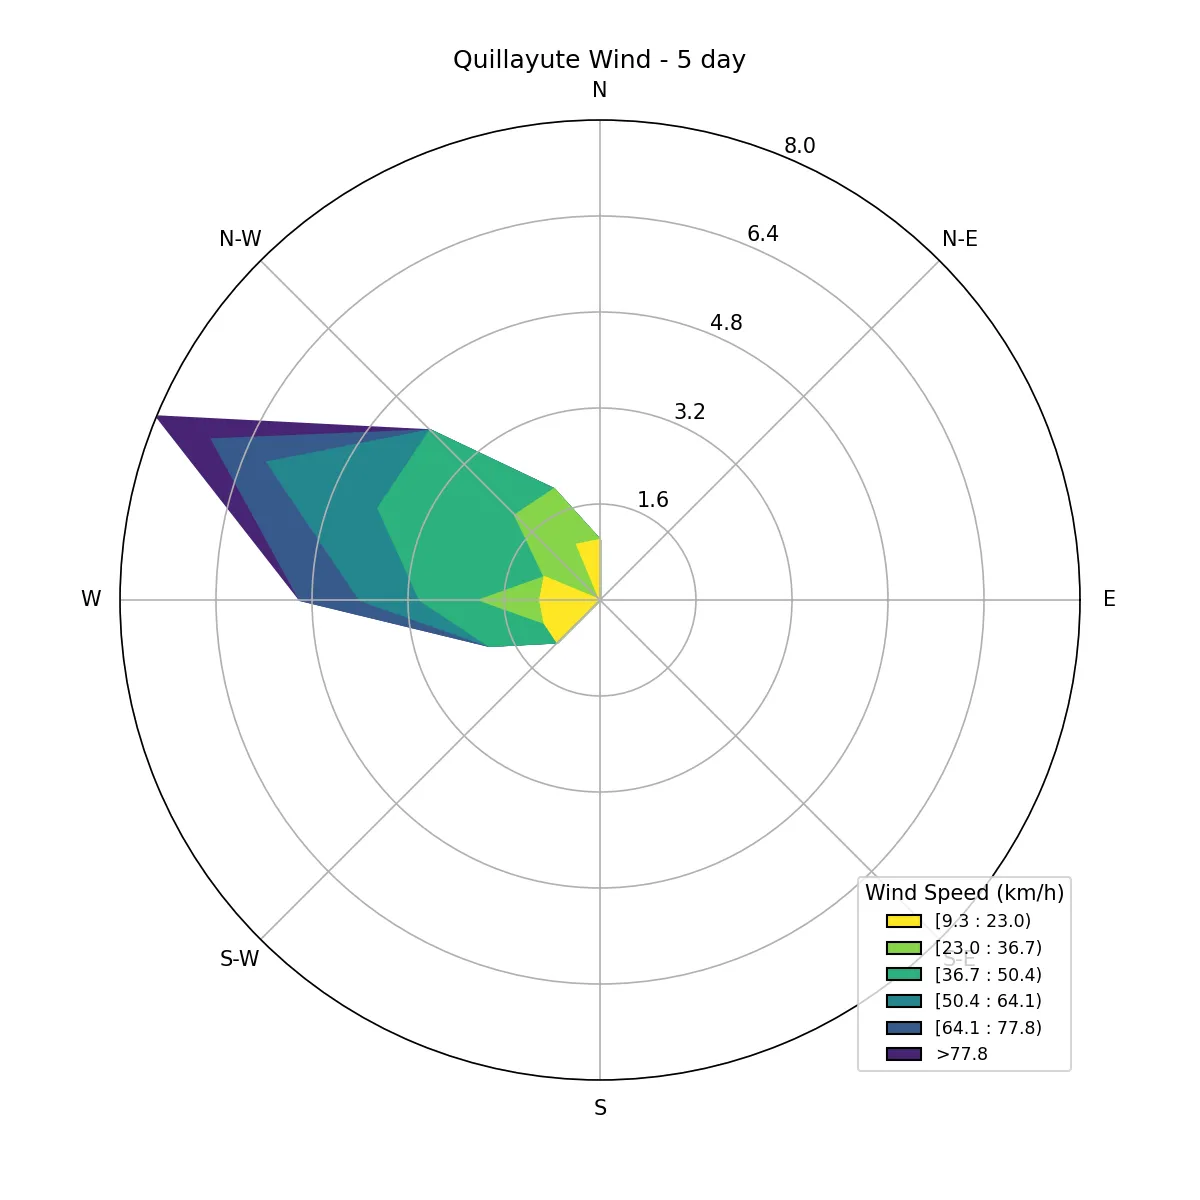 Quillayute Wind - 5 day
N
8.0
N-W
N-E
6.4
4.8
3.2
1.6
W
E
Wind Speed (km/h)
[9.3 : 23.0)
[23.0 : 36.7)
S-W
S-E
[36.7 : 50.4)
[50.4 : 64.1)
[64.1 : 77.8)
>77.8
S